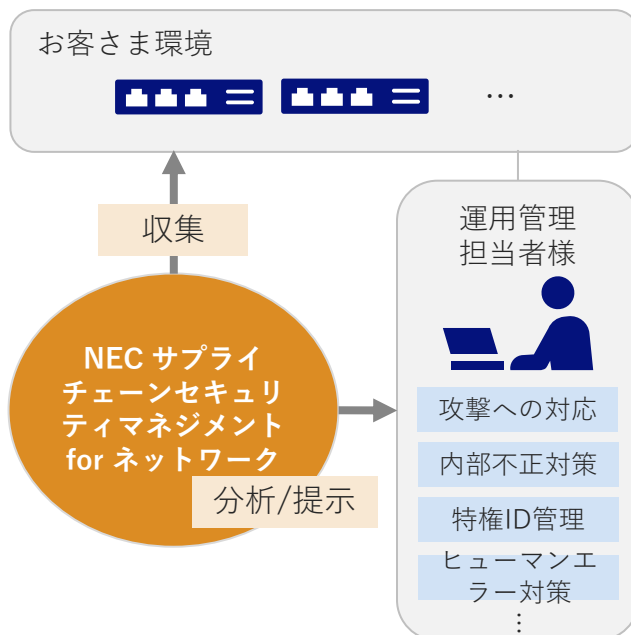 お客さま環境
…
収集
運用管理
担当者様
NEC サプライ
チェーンセキュリ
ティマネジメント
for ネットワーク
分析/提示
攻撃への対応
内部不正対策
特権ID管理
ヒューマンエ
ラー対策
…